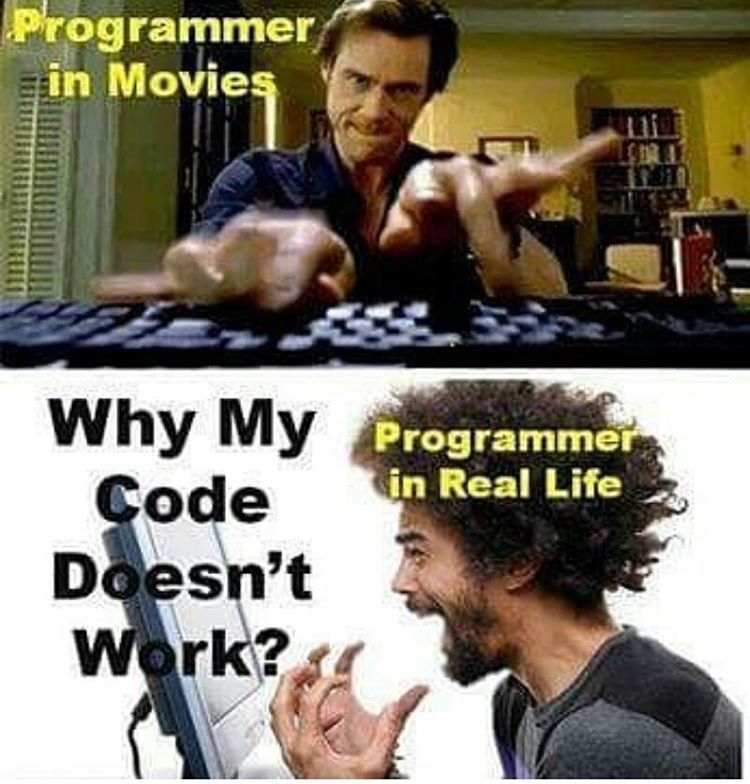 Programmer
in Movies
Why My
Code
Doesn't
Work?
Programmer
in Real Life